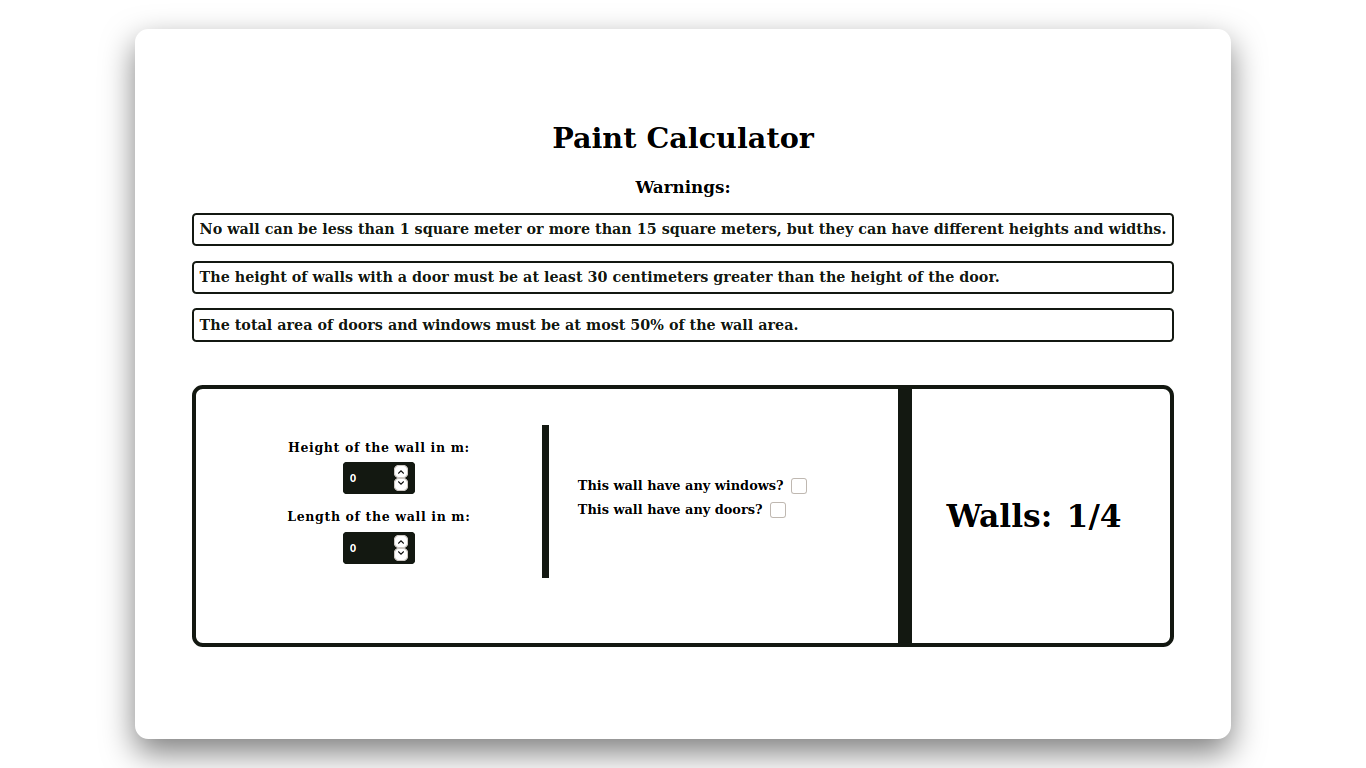 Paint Calculator
Warnings:
No wall can be less than 1 square meter or more than 15 square meters, but they can have different heights and widths.
The height of walls with a door must be at least 30 centimeters greater than the height of the door.
The total area of doors and windows must be at most 50% of the wall area.
Height of the wall in m:
0
Length of the wall in m:
0
This wall have any windows?
This wall have any doors?
Walls: 1/4